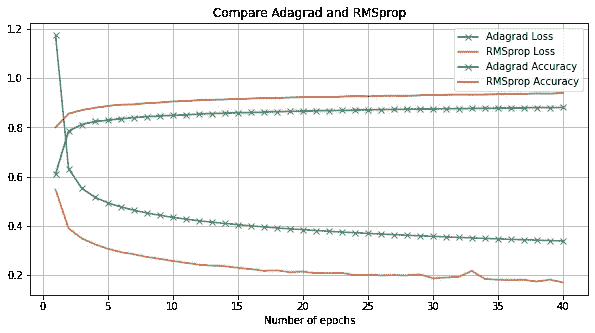 Compare Adagrad and RMSprop
Adagrad Loss
RMSprop Loss
Adagrad Accuracy
RMSprop Accuracy
1.2
1.0
0.8
0.6
0.4
0.2
0 5 10 15 20 25 30 35 40
Number of epochs